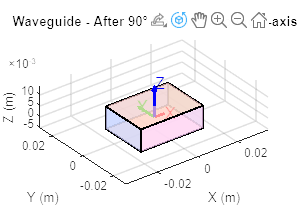 Waveguide - After 90° -axis
×10⁻³
Z (m)
10
5
0
-5
Z
Y
X
0.02
0
-0.02
Y (m)
-0.02
0
0.02
X (m)